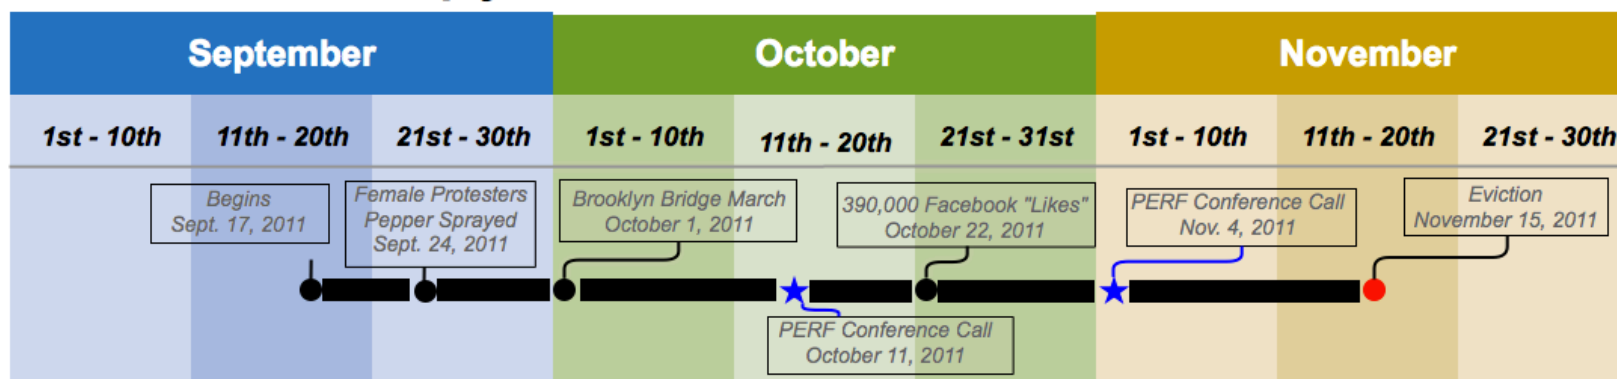 September
October
November
1st - 10th
11th - 20th
21st - 30th
1st - 10th
11th - 20th
21st - 31st
1st - 10th
11th - 20th
21st - 30th
Begins
Sept. 17, 2011
Female Protesters
Pepper Sprayed
Sept. 24, 2011
Brooklyn Bridge March
October 1, 2011
PERF Conference Call
October 11, 2011
390,000 Facebook "Likes"
October 22, 2011
PERF Conference Call
Nov. 4, 2011
Eviction
November 15, 2011